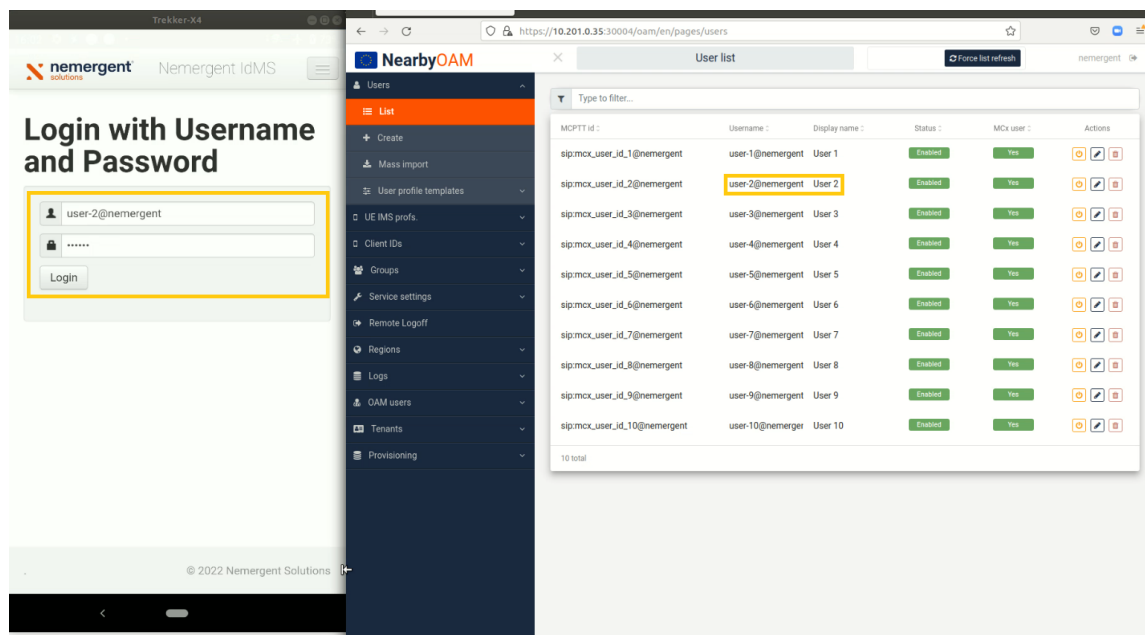 Trekker-X4
nemergent
solutions
Nemergent IdMS
Login with Username
and Password
user-2@nemergent
••••••
Login
.
© 2022 Nemergent Solutions
https://10.201.0.35:30004/oam/en/pages/users
NearbyOAM
User list
Force list refresh
nemergent
Users
List
Create
Mass import
User profile templates
UE IMS profs.
Client IDs
Groups
Service settings
Remote Logoff
Regions
Logs
OAM users
Tenants
Provisioning
Type to filter...
MCPTT id Username Display name Status MCx user Actions
sip:mcx_user_id_1@nemergent user-1@nemergent User 1 Enabled Yes
sip:mcx_user_id_2@nemergent user-2@nemergent User 2 Enabled Yes
sip:mcx_user_id_3@nemergent user-3@nemergent User 3 Enabled Yes
sip:mcx_user_id_4@nemergent user-4@nemergent User 4 Enabled Yes
sip:mcx_user_id_5@nemergent user-5@nemergent User 5 Enabled Yes
sip:mcx_user_id_6@nemergent user-6@nemergent User 6 Enabled Yes
sip:mcx_user_id_7@nemergent user-7@nemergent User 7 Enabled Yes
sip:mcx_user_id_8@nemergent user-8@nemergent User 8 Enabled Yes
sip:mcx_user_id_9@nemergent user-9@nemergent User 9 Enabled Yes
sip:mcx_user_id_10@nemergent user-10@nemerger User 10 Enabled Yes
10 total